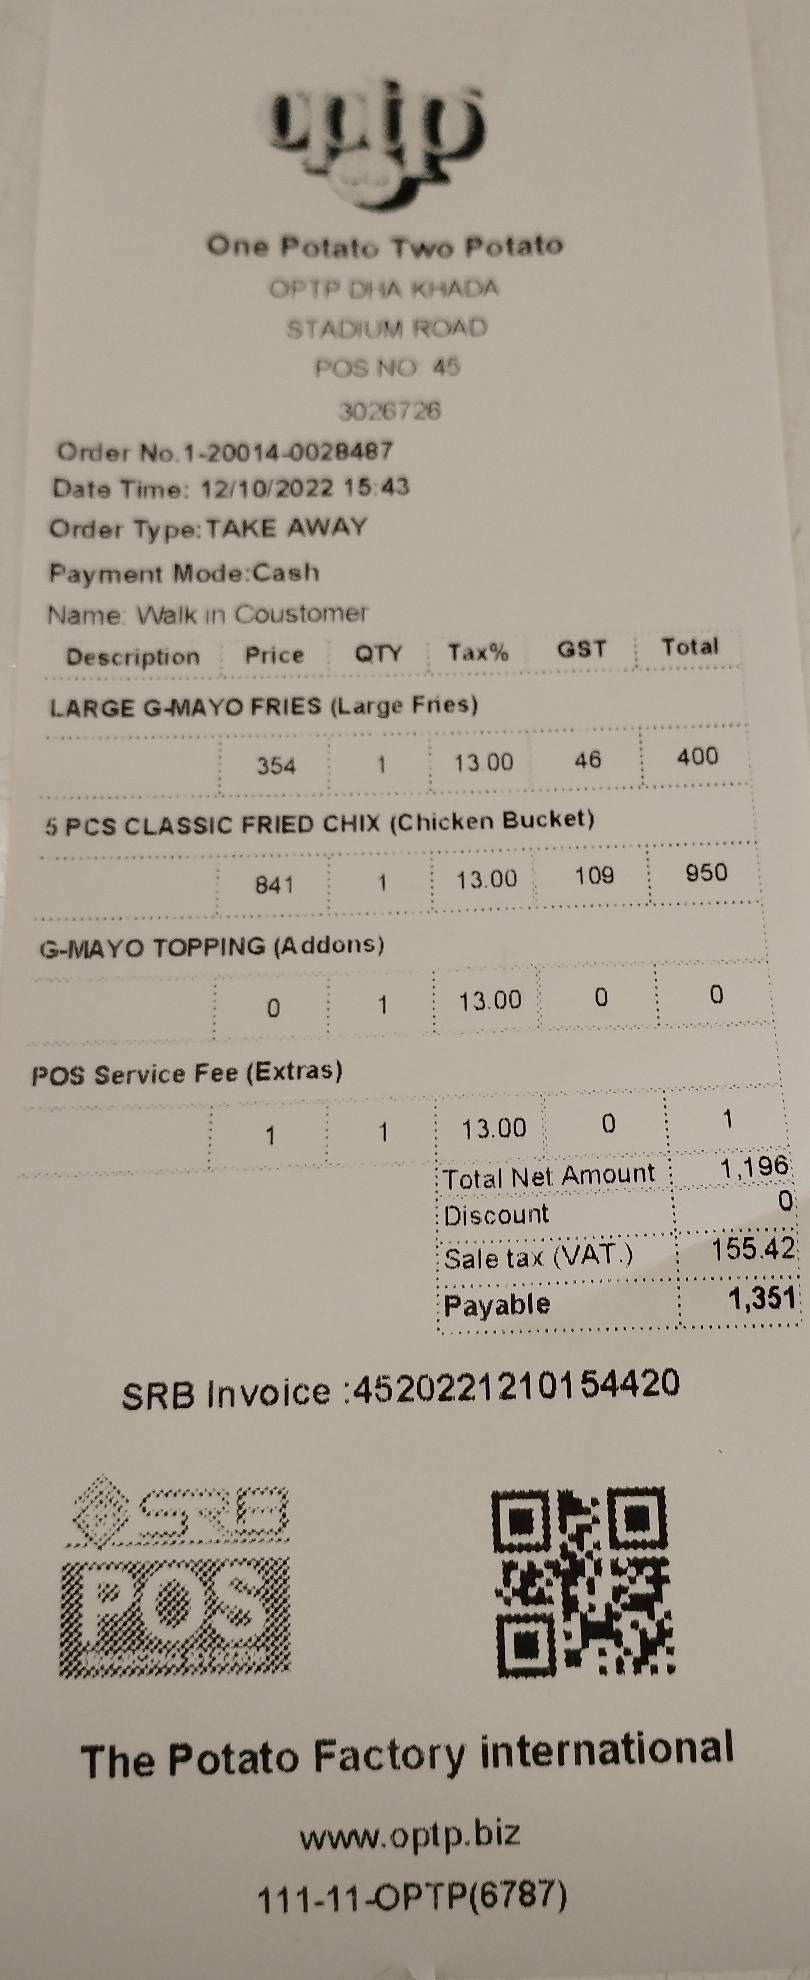 optp
One Potato Two Potato
OPTP DHA KHADA
STADIUM ROAD
POS NO 45
3026726
Order No.1-20014-0028487
Date Time: 12/10/2022 15:43
Order Type:TAKE AWAY
Payment Mode:Cash
Name: Walk in Coustomer
Description Price QTY Tax% GST Total
LARGE G-MAYO FRIES (Large Fries)
354 1 13.00 46 400
5 PCS CLASSIC FRIED CHIX (Chicken Bucket)
841 1 13.00 109 950
G-MAYO TOPPING (Addons)
0 1 13.00 0 0
POS Service Fee (Extras)
1 1 13.00 0 1
Total Net Amount 1,196
Discount 0
Sale tax (VAT.) 155.42
Payable 1,351
SRB Invoice :4520221210154420
SRB
POS
The Potato Factory international
www.optp.biz
111-11-OPTP(6787)